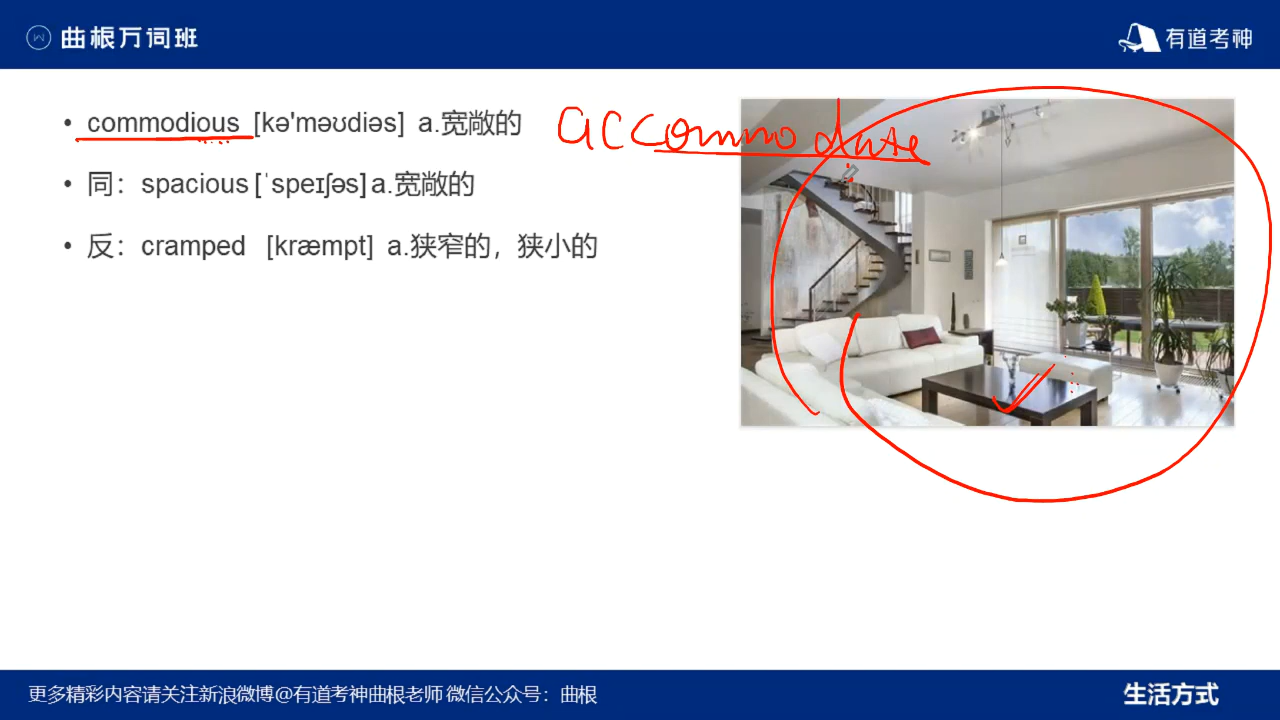 曲根万词班
有道考神
• commodious [kə'məʊdiəs] a.宽敞的
accommodate
• 同：spacious [ˈspeɪʃəs] a.宽敞的
• 反：cramped [kræmpt] a.狭窄的，狭小的
更多精彩内容请关注新浪微博@有道考神曲根老师 微信公众号：曲根
生活方式